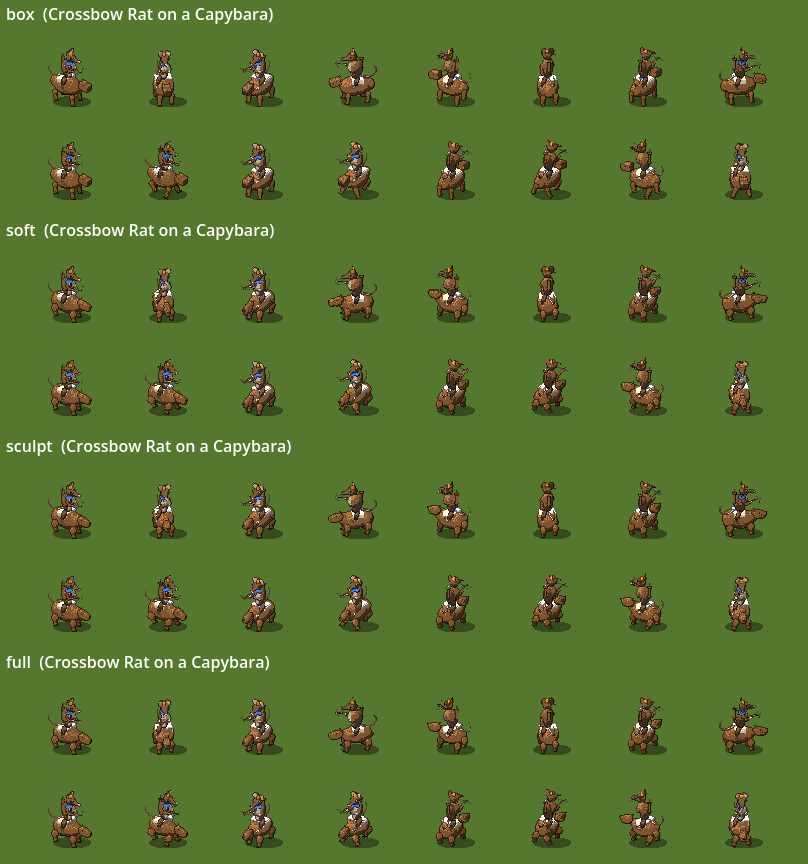 box (Crossbow Rat on a Capybara)
soft (Crossbow Rat on a Capybara)
sculpt (Crossbow Rat on a Capybara)
full (Crossbow Rat on a Capybara)